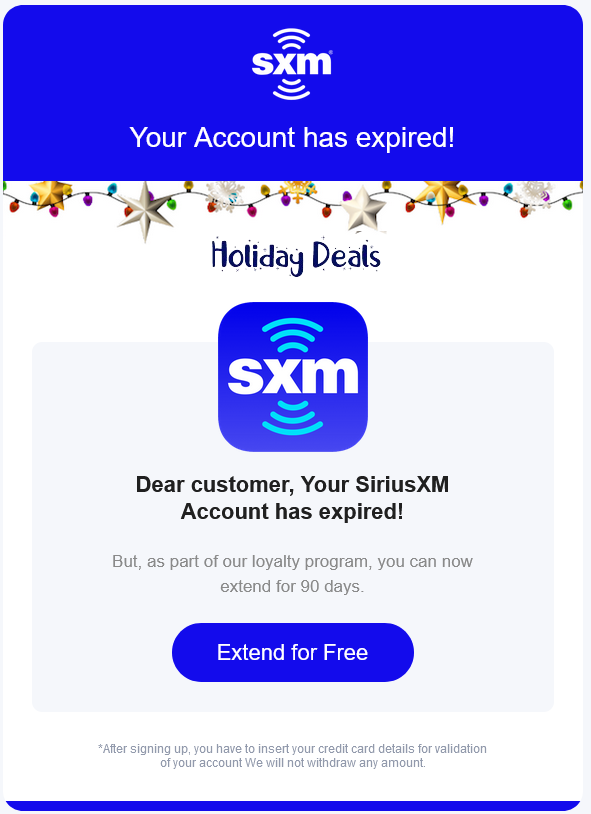 sxm
Your Account has expired!
Holiday Deals
sxm
Dear customer, Your SiriusXM
Account has expired!
But, as part of our loyalty program, you can now
extend for 90 days.
Extend for Free
*After signing up, you have to insert your credit card details for validation
of your account We will not withdraw any amount.